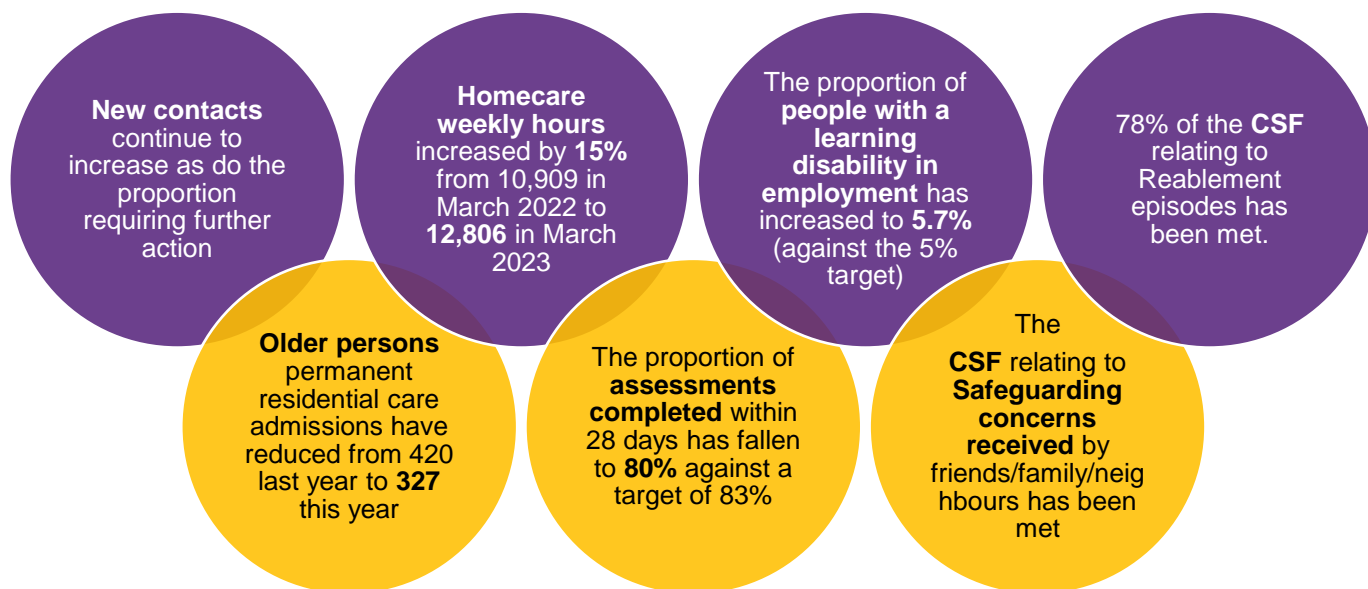 New contacts
continue to
increase as do the
proportion
requiring further
action
Homecare
weekly hours
increased by 15%
from 10,909 in
March 2022 to
12,806 in March
2023
The proportion of
people with a
learning
disability in
employment has
increased to 5.7%
(against the 5%
target)
78% of the CSF
relating to
Reablement
episodes has
been met.
Older persons
permanent
residential care
admissions have
reduced from 420
last year to 327
this year
The proportion of
assessments
completed within
28 days has fallen
to 80% against a
target of 83%
The
CSF relating to
Safeguarding
concerns
received by
friends/family/neig
hbours has been
met